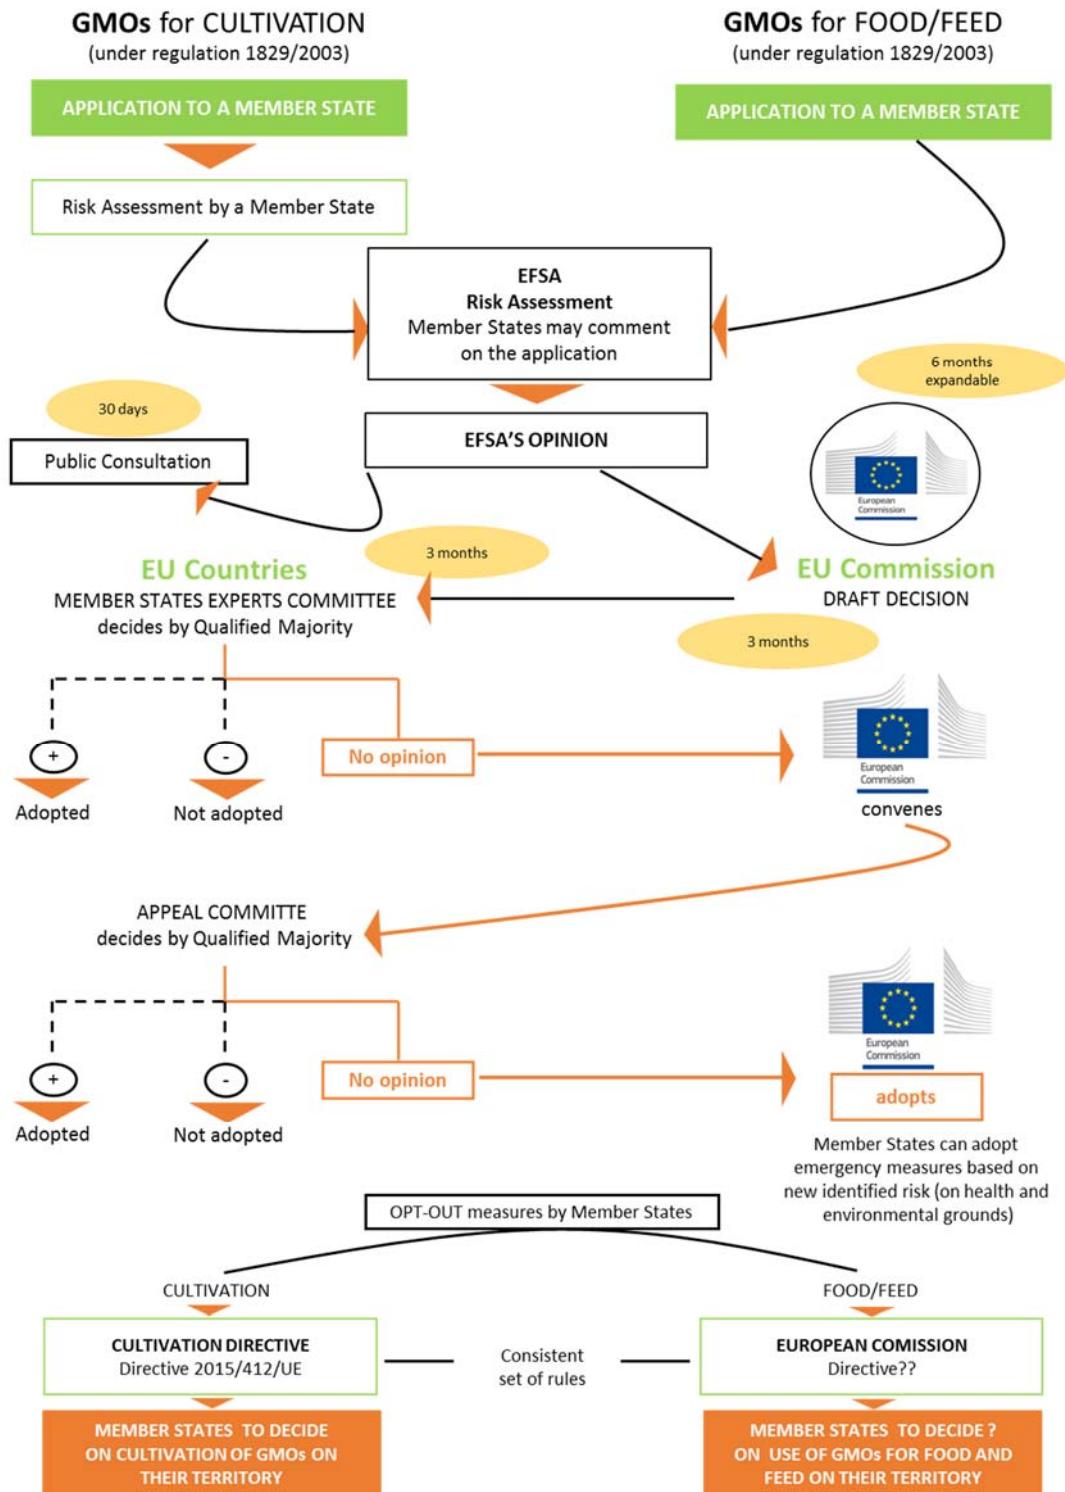 GMOs for CULTIVATION
(under regulation 1829/2003)
GMOs for FOOD/FEED
(under regulation 1829/2003)
APPLICATION TO A MEMBER STATE
APPLICATION TO A MEMBER STATE
Risk Assessment by a Member State
EFSA
Risk Assessment
Member States may comment
on the application
6 months
expandable
30 days
Public Consultation
EFSA'S OPINION
European
Commission
3 months
EU Countries
MEMBER STATES EXPERTS COMMITTEE
decides by Qualified Majority
EU Commission
DRAFT DECISION
3 months
+
-
No opinion
Adopted
Not adopted
European
Commission
convenes
APPEAL COMMITTE
decides by Qualified Majority
+
-
No opinion
Adopted
Not adopted
European
Commission
adopts
Member States can adopt
emergency measures based on
new identified risk (on health and
environmental grounds)
OPT-OUT measures by Member States
CULTIVATION
FOOD/FEED
CULTIVATION DIRECTIVE
Directive 2015/412/UE
Consistent
set of rules
EUROPEAN COMISSION
Directive??
MEMBER STATES TO DECIDE
ON CULTIVATION OF GMOs ON
THEIR TERRITORY
MEMBER STATES TO DECIDE ?
ON USE OF GMOs FOR FOOD AND
FEED ON THEIR TERRITORY